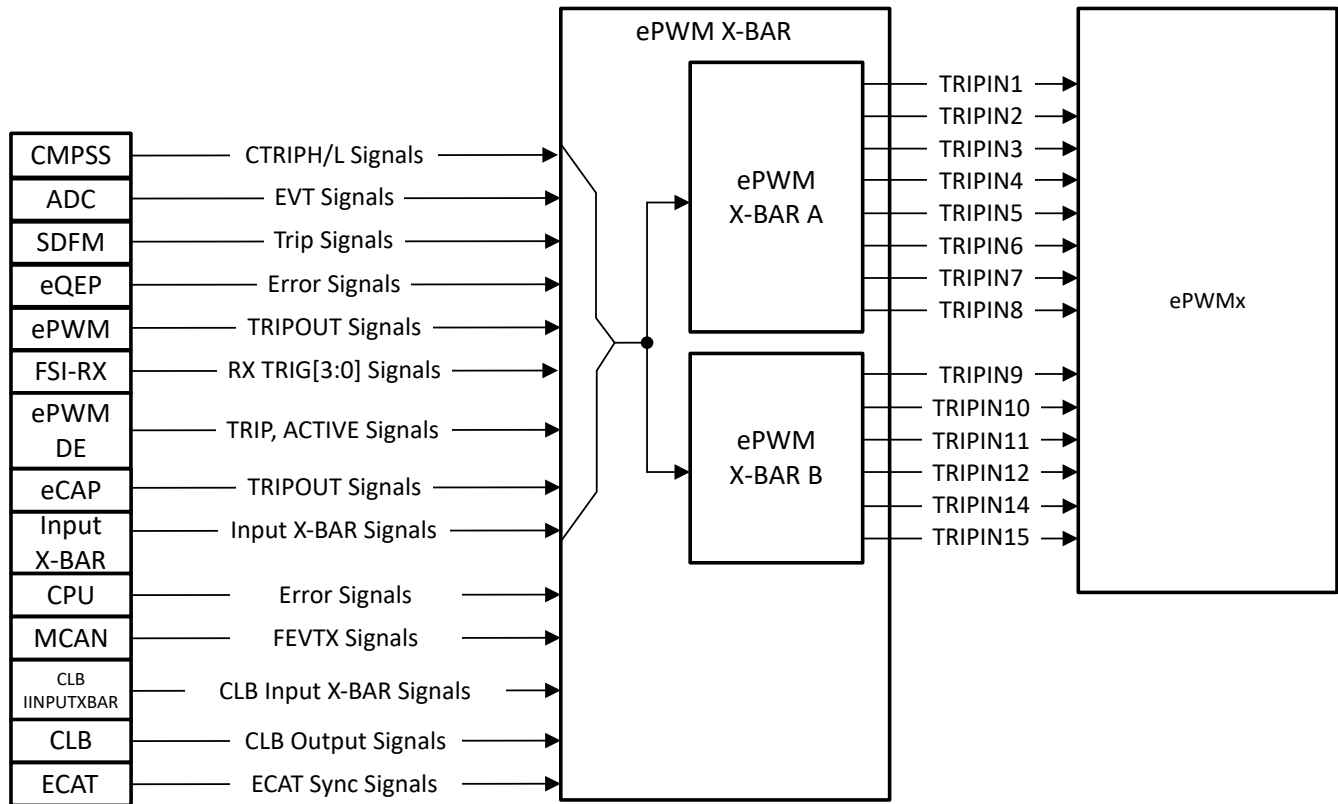 ePWM X-BAR
CMPSS
CTRIPH/L Signals
ADC
EVT Signals
SDFM
Trip Signals
eQEP
Error Signals
ePWM
TRIPOUT Signals
FSI-RX
RX TRIG[3:0] Signals
ePWM
DE
TRIP, ACTIVE Signals
eCAP
TRIPOUT Signals
Input
X-BAR
Input X-BAR Signals
CPU
Error Signals
MCAN
FEVTX Signals
CLB
IINPUTXBAR
CLB Input X-BAR Signals
CLB
CLB Output Signals
ECAT
ECAT Sync Signals
ePWM
X-BAR A
ePWM
X-BAR B
TRIPIN1
TRIPIN2
TRIPIN3
TRIPIN4
TRIPIN5
TRIPIN6
TRIPIN7
TRIPIN8
TRIPIN9
TRIPIN10
TRIPIN11
TRIPIN12
TRIPIN14
TRIPIN15
ePWMx